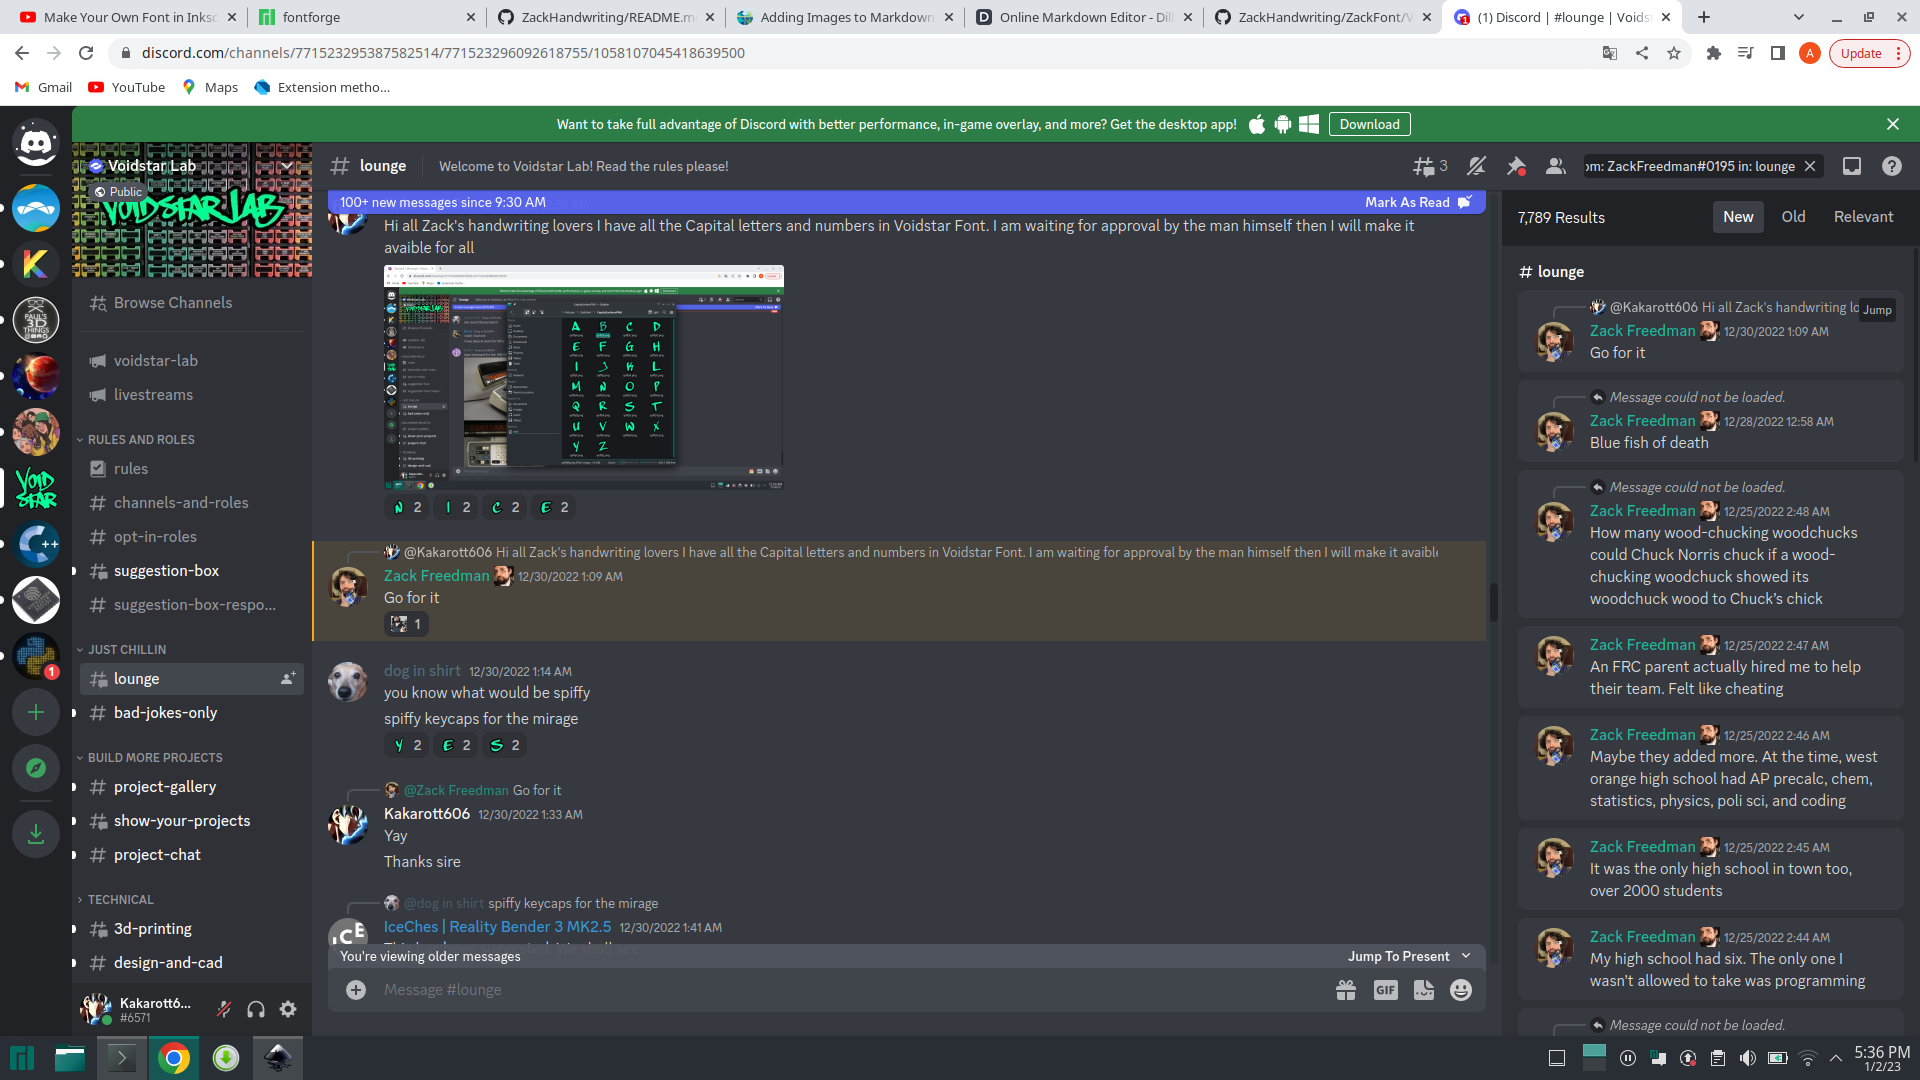 Make Your Own Font in Inksc
fontforge
ZackHandwriting/README.m
Adding Images to Markdown
Online Markdown Editor - Dill
ZackHandwriting/ZackFont/V
(1) Discord | #lounge | Voids
discord.com/channels/771523295387582514/771523296092618755/1058107045418639500
A
Update
Gmail
YouTube
Maps
Extension metho...
Want to take full advantage of Discord with better performance, in-game overlay, and more? Get the desktop app!
Download
Voidstar Lab
Public
VOIDSTAR LAB
Browse Channels
voidstar-lab
livestreams
RULES AND ROLES
rules
channels-and-roles
opt-in-roles
suggestion-box
suggestion-box-respo...
JUST CHILLIN
lounge
bad-jokes-only
BUILD MORE PROJECTS
project-gallery
show-your-projects
project-chat
TECHNICAL
3d-printing
design-and-cad
Kakarott6...
#6571
K
PAUL'S 3D THINGS
VOID STAR
C++
1
lounge
Welcome to Voidstar Lab! Read the rules please!
3
om: ZackFreedman#0195 in: lounge
100+ new messages since 9:30 AM
Mark As Read
Hi all Zack's handwriting lovers I have all the Capital letters and numbers in Voidstar Font. I am waiting for approval by the man himself then I will make it
avaible for all
A B C D
E F G H
I J K L
M N O P
Q R S T
U V W X
Y Z
N 2 I 2 C 2 E 2
@Kakarott606 Hi all Zack's handwriting lovers I have all the Capital letters and numbers in Voidstar Font. I am waiting for approval by the man himself then I will make it avaible
Zack Freedman 12/30/2022 1:09 AM
Go for it
1
dog in shirt 12/30/2022 1:14 AM
you know what would be spiffy
spiffy keycaps for the mirage
Y 2 E 2 S 2
@Zack Freedman Go for it
Kakarott606 12/30/2022 1:33 AM
Yay
Thanks sire
@dog in shirt spiffy keycaps for the mirage
ICE
IceChes | Reality Bender 3 MK2.5 12/30/2022 1:41 AM
You're viewing older messages
Jump To Present
Message #lounge
GIF
7,789 Results
New
Old
Relevant
# lounge
@Kakarott606 Hi all Zack's handwriting lo
Jump
Zack Freedman 12/30/2022 1:09 AM
Go for it
Message could not be loaded.
Zack Freedman 12/28/2022 12:58 AM
Blue fish of death
Message could not be loaded.
Zack Freedman 12/25/2022 2:48 AM
How many wood-chucking woodchucks
could Chuck Norris chuck if a wood-
chucking woodchuck showed its
woodchuck wood to Chuck's chick
Zack Freedman 12/25/2022 2:47 AM
An FRC parent actually hired me to help
their team. Felt like cheating
Zack Freedman 12/25/2022 2:46 AM
Maybe they added more. At the time, west
orange high school had AP precalc, chem,
statistics, physics, poli sci, and coding
Zack Freedman 12/25/2022 2:45 AM
It was the only high school in town too,
over 2000 students
Zack Freedman 12/25/2022 2:44 AM
My high school had six. The only one I
wasn't allowed to take was programming
Message could not be loaded.
5:36 PM
1/2/23